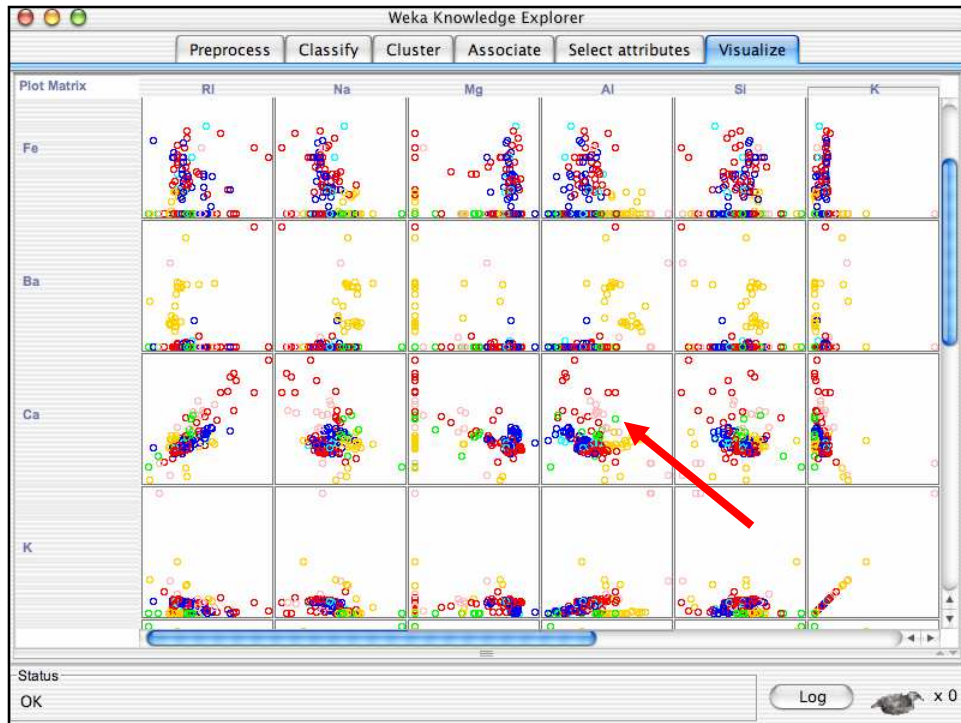 Weka Knowledge Explorer
Preprocess Classify Cluster Associate Select attributes Visualize
Plot Matrix RI Na Mg Al Si K
Fe
Ba
Ca
K
Status
OK
Log x 0